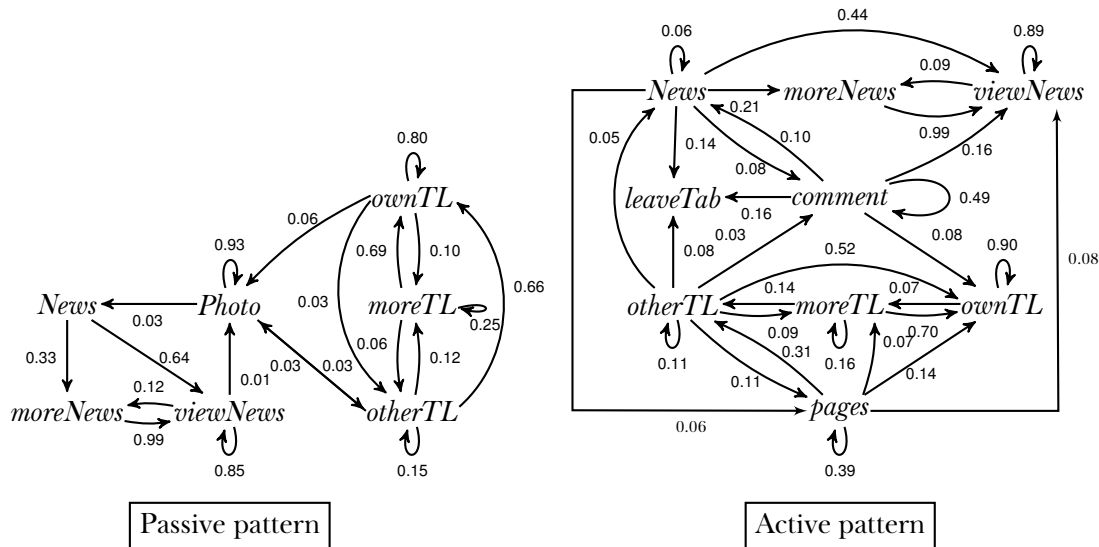 0.44
0.06
0.89
0.09
News
moreNews
viewNews
0.21
0.05
0.10
0.99
0.80
0.14
0.16
0.08
ownTL
leaveTab
comment
0.49
0.16
0.06
0.03
0.08
0.93
0.69
0.10
0.08
0.52
0.90
0.08
0.66
News
Photo
0.03
moreTL
otherTL
0.14
moreTL
0.07
ownTL
0.25
0.03
0.09
0.70
0.33
0.64
0.06
0.12
0.31
0.07
0.03
0.03
0.11
0.16
0.12
0.01
0.11
0.14
moreNews
viewNews
otherTL
pages
0.99
0.06
0.85
0.15
0.39
Passive pattern
Active pattern